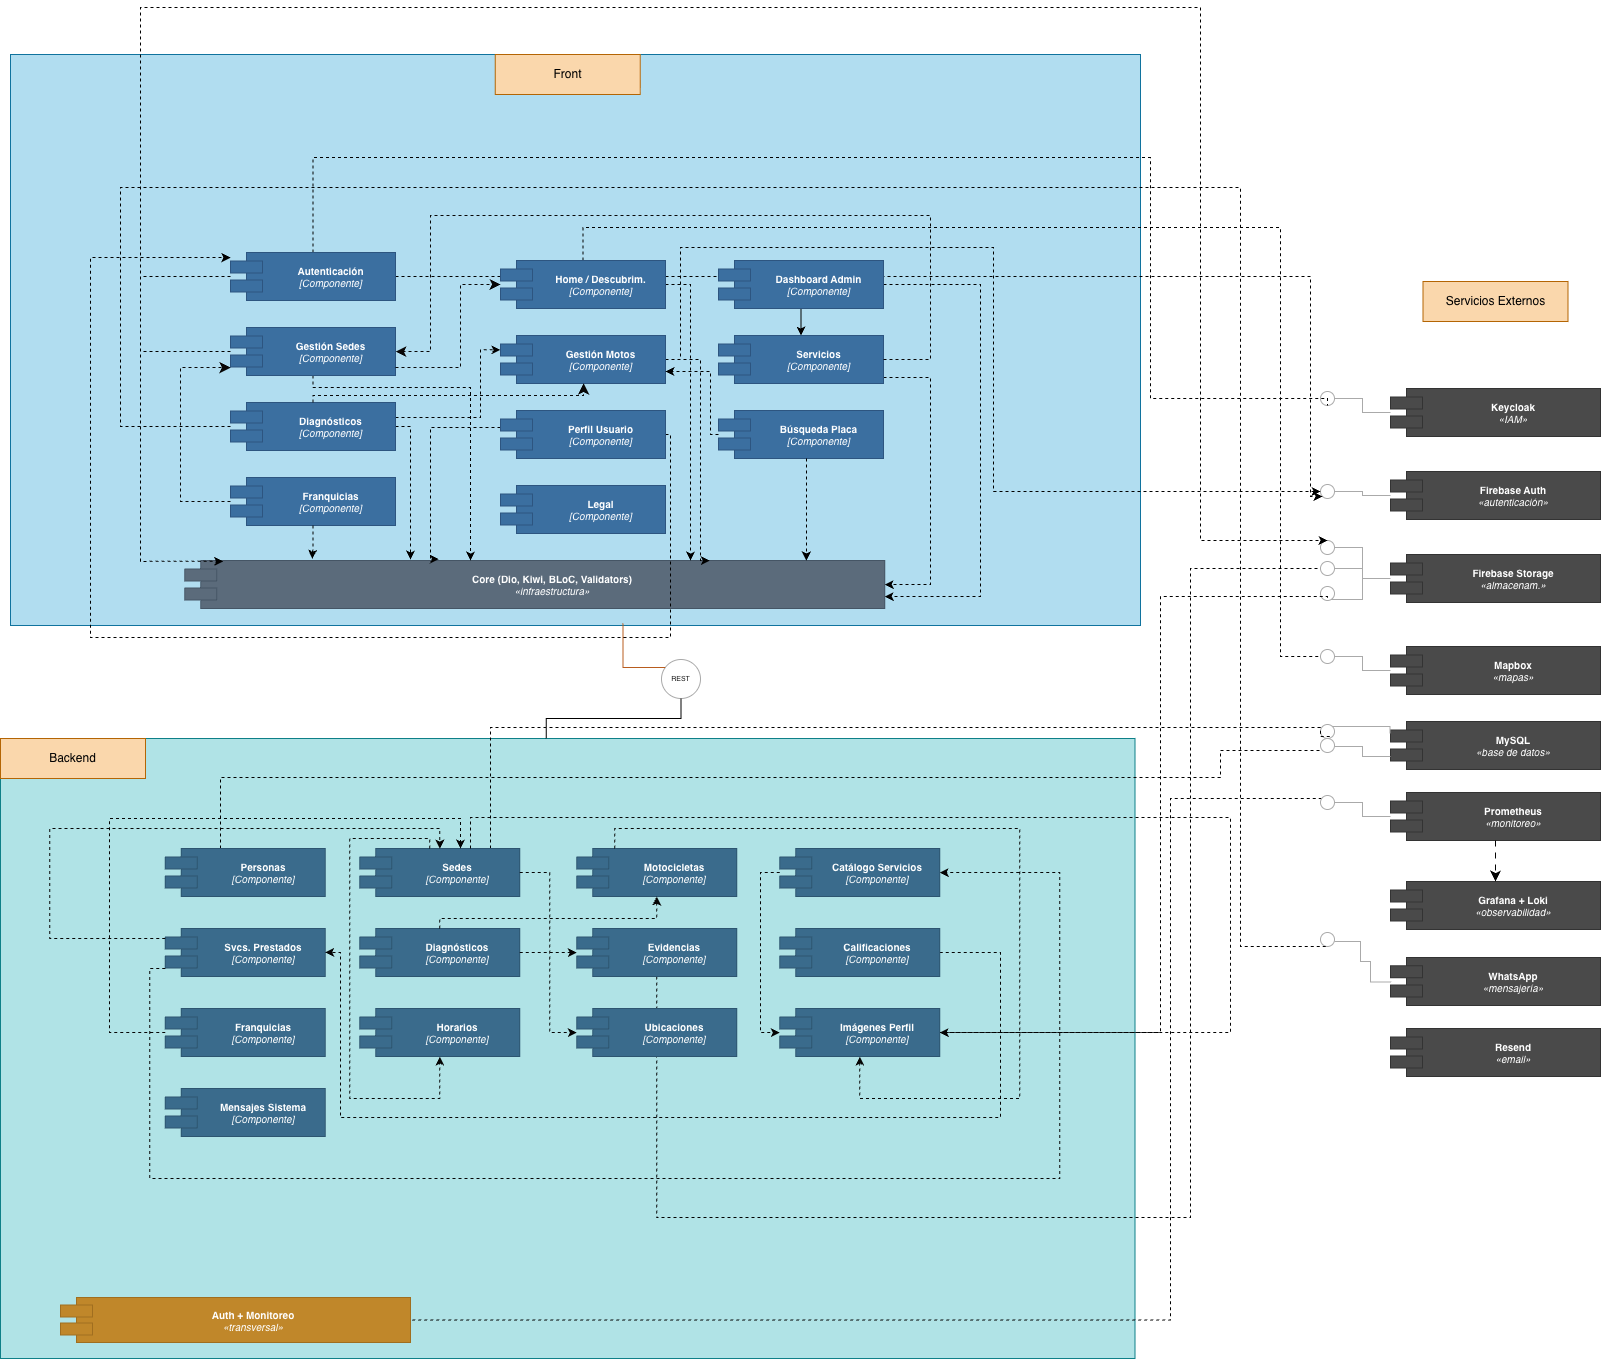 Front
Autenticación
[Componente]
Home / Descubrim.
[Componente]
Dashboard Admin
[Componente]
Gestión Sedes
[Componente]
Gestión Motos
[Componente]
Servicios
[Componente]
Diagnósticos
[Componente]
Perfil Usuario
[Componente]
Búsqueda Placa
[Componente]
Franquicias
[Componente]
Legal
[Componente]
Core (Dio, Kiwi, BLoC, Validators)
«infraestructura»
REST
Backend
Personas
[Componente]
Sedes
[Componente]
Motocicletas
[Componente]
Catálogo Servicios
[Componente]
Svcs. Prestados
[Componente]
Diagnósticos
[Componente]
Evidencias
[Componente]
Calificaciones
[Componente]
Franquicias
[Componente]
Horarios
[Componente]
Ubicaciones
[Componente]
Imágenes Perfil
[Componente]
Mensajes Sistema
[Componente]
Auth + Monitoreo
«transversal»
Servicios Externos
Keycloak
«IAM»
Firebase Auth
«autenticación»
Firebase Storage
«almacenam.»
Mapbox
«mapas»
MySQL
«base de datos»
Prometheus
«monitoreo»
Grafana + Loki
«observabilidad»
WhatsApp
«mensajería»
Resend
«email»